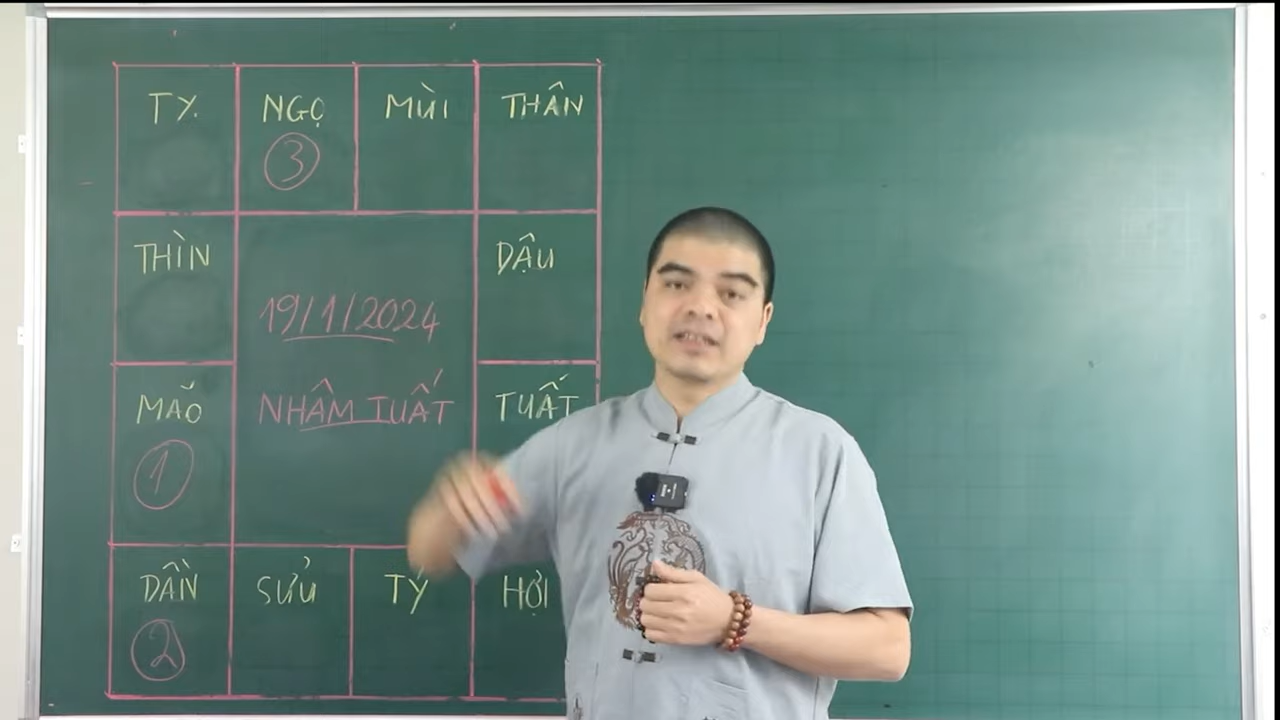 TỴ NGỌ MÙI THÂN
3
THÌN DẬU
19/1/2024
MÃO NHÂM TUẤT TUẤT
1
DẦN SỬU TÝ HỢI
2